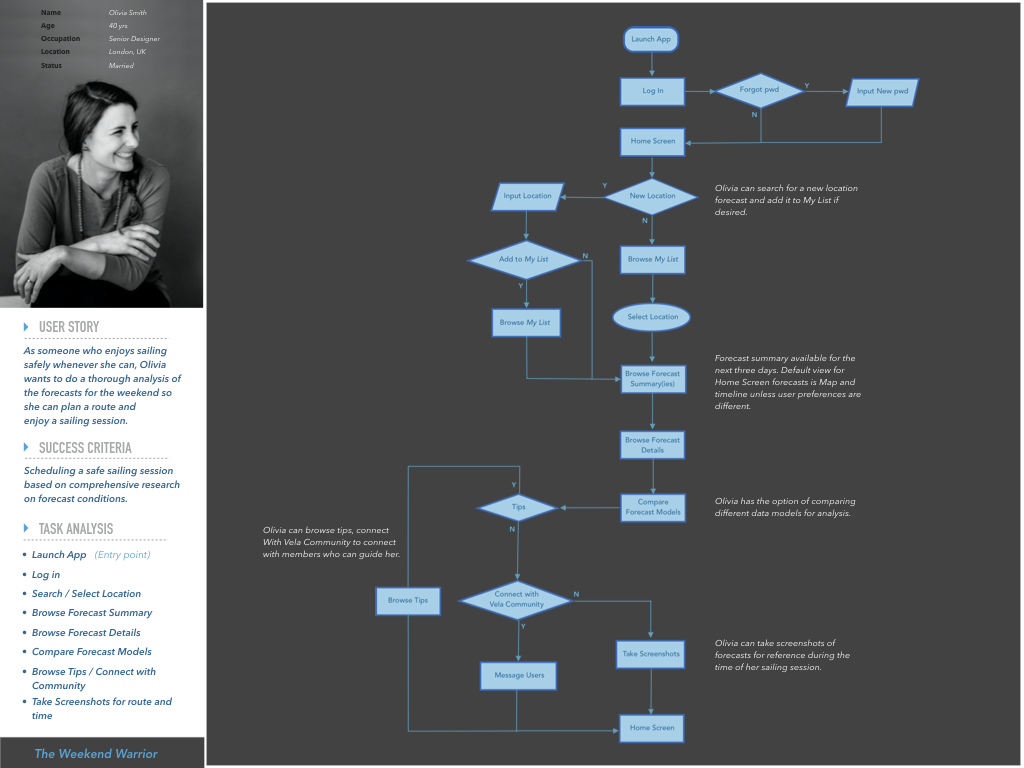 Name Olivia Smith
Age 40 yrs
Occupation Senior Designer
Location London, UK
Status Married
USER STORY
As someone who enjoys sailing
safely whenever she can, Olivia
wants to do a thorough analysis of
the forecasts for the weekend so
she can plan a route and
enjoy a sailing session.
SUCCESS CRITERIA
Scheduling a safe sailing session
based on comprehensive research
on forecast conditions.
TASK ANALYSIS
• Launch App (Entry point)
• Log in
• Search / Select Location
• Browse Forecast Summary
• Browse Forecast Details
• Compare Forecast Models
• Browse Tips / Connect with
Community
• Take Screenshots for route and
time
The Weekend Warrior
Launch App
Log In
Forgot pwd
Y
Input New pwd
N
Home Screen
Input Location
Y
New Location
N
Olivia can search for a new location
forecast and add it to My List if
desired.
Add to My List
N
Y
Browse My List
Browse My List
Select Location
Browse Forecast
Summary(ies)
Forecast summary available for the
next three days. Default view for
Home Screen forecasts is Map and
timeline unless user preferences are
different.
Browse Forecast
Details
Compare
Forecast Models
Olivia has the option of comparing
different data models for analysis.
Y
Tips
N
Olivia can browse tips, connect
With Vela Community to connect
with members who can guide her.
Browse Tips
Connect with
Vela Community
N
Y
Take Screenshots
Olivia can take screenshots of
forecasts for reference during the
time of her sailing session.
Message Users
Home Screen